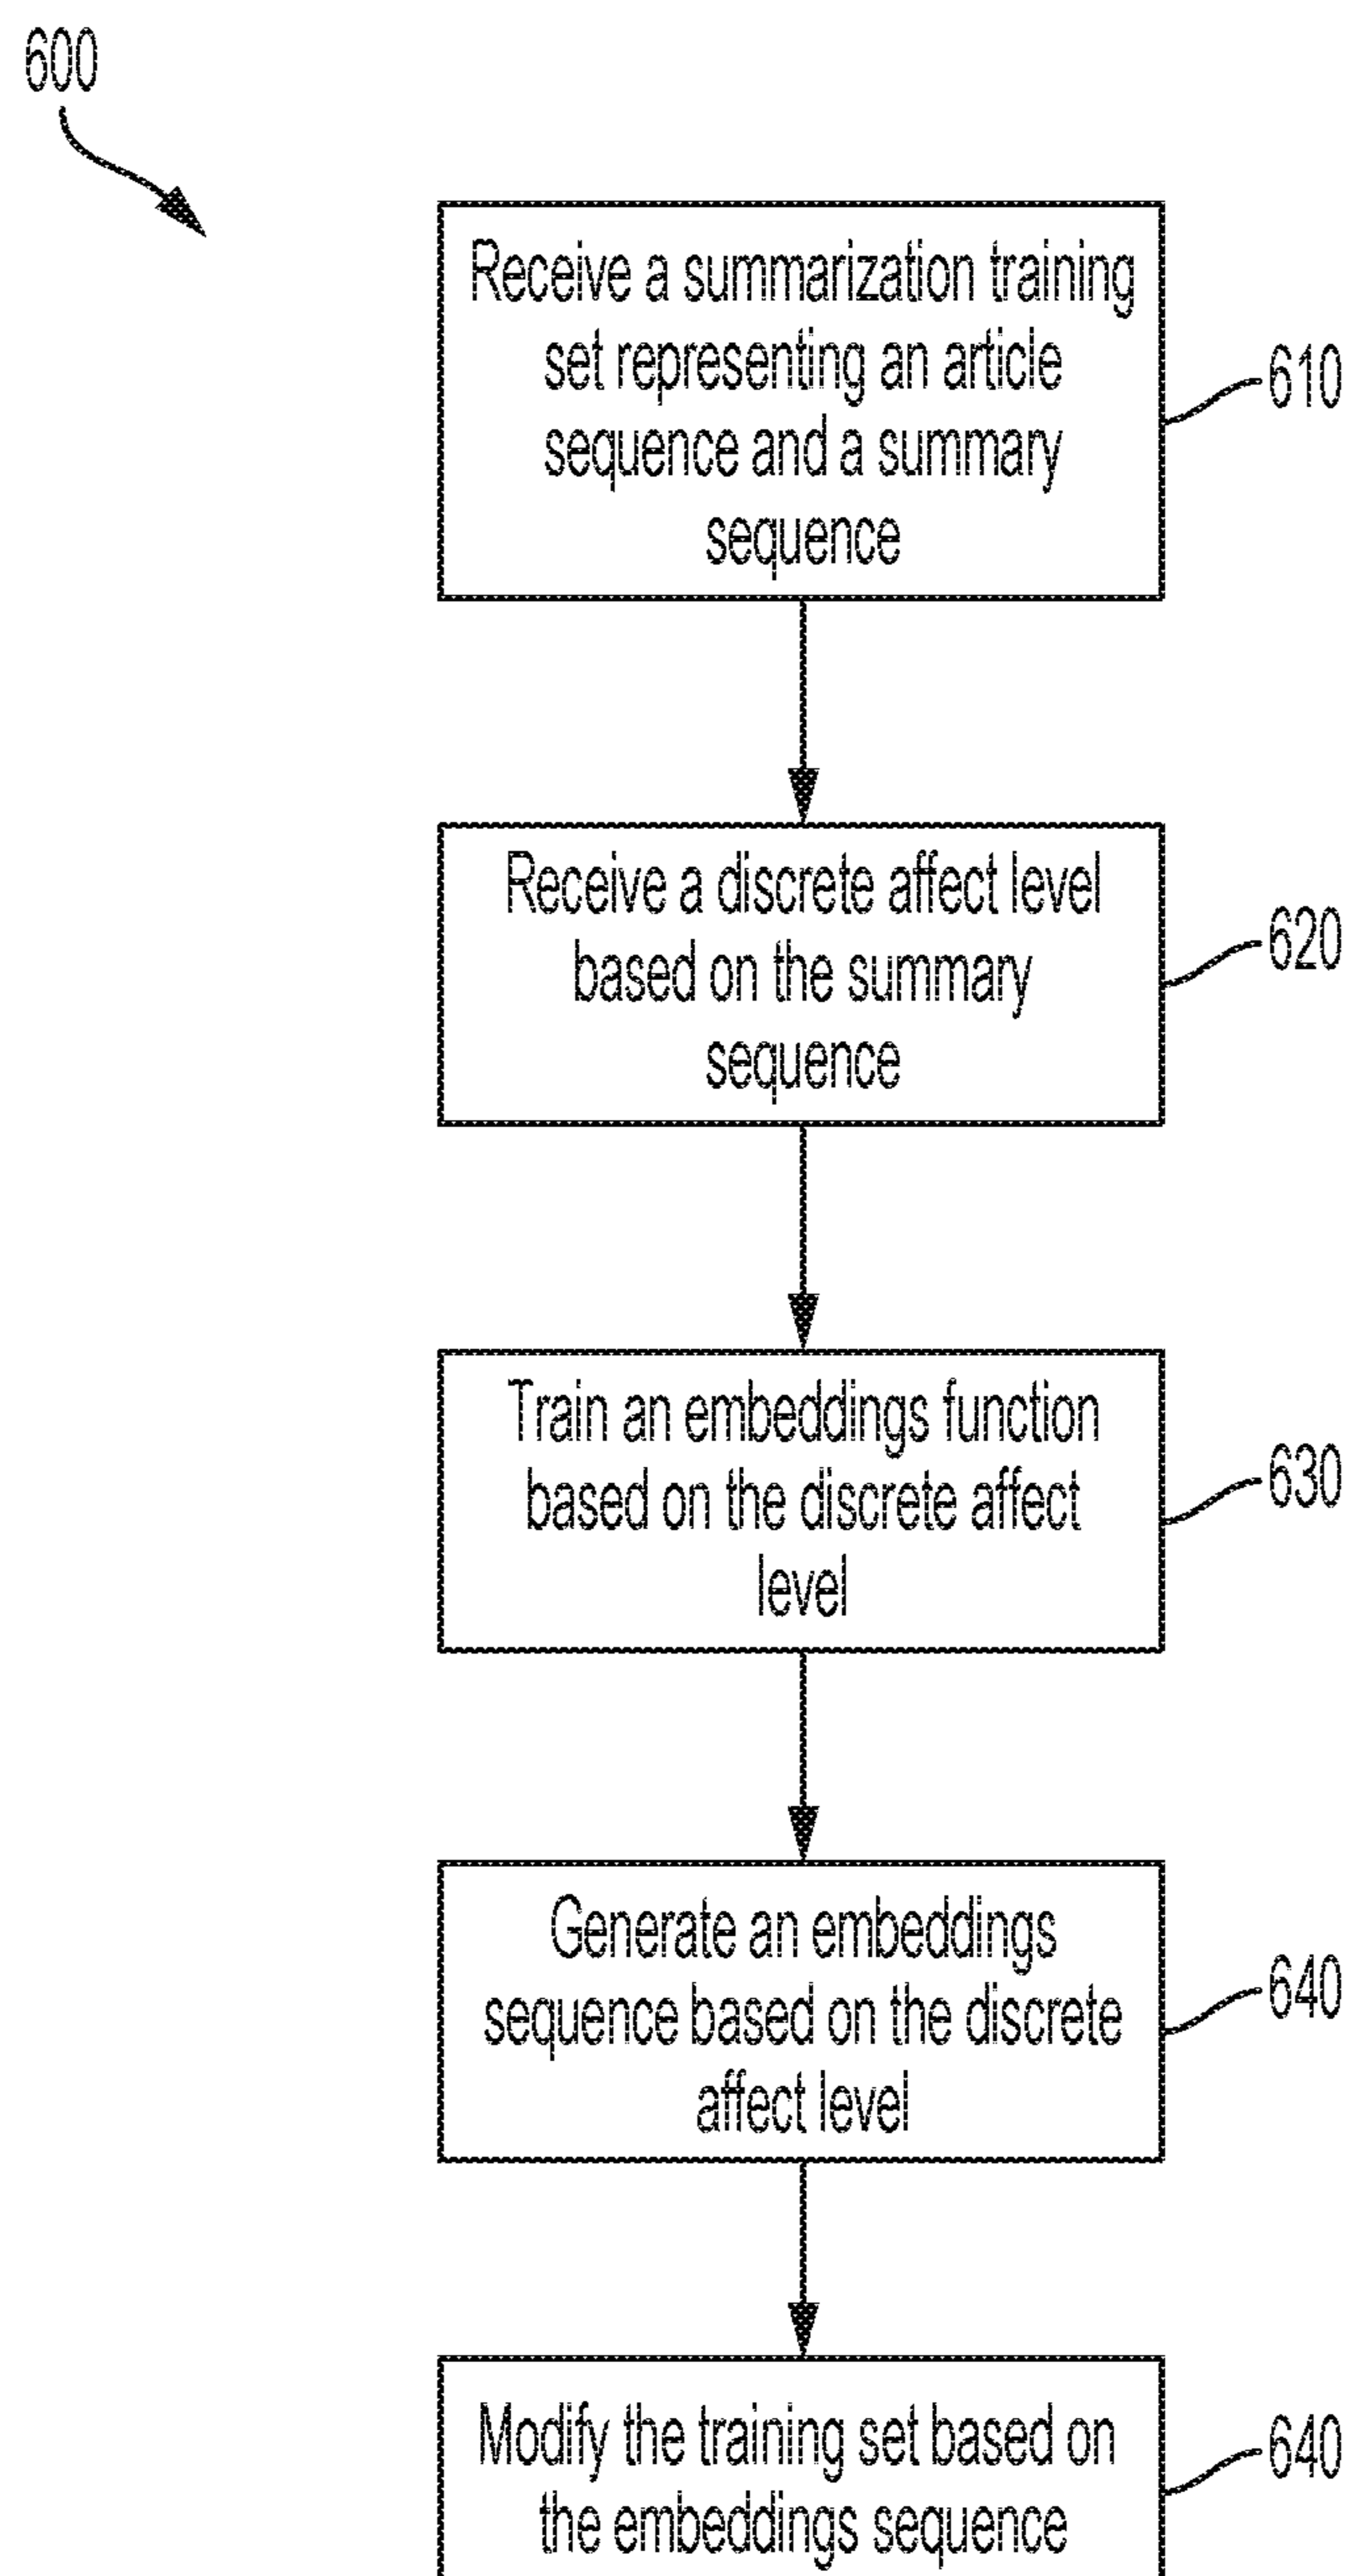 600
Receive a summarization training
set representing an article
sequence and a summary
sequence
610
Receive a discrete affect level
based on the summary
sequence
620
Train an embeddings function
based on the discrete affect
level
630
Generate an embeddings
sequence based on the discrete
affect level
640
Modify the training set based on
the embeddings sequence
640